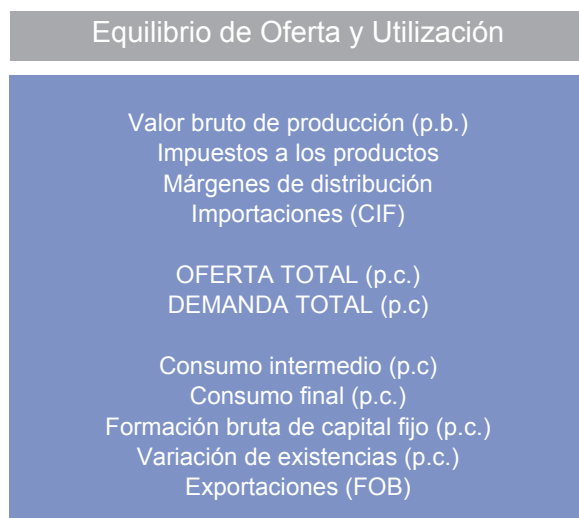 Equilibrio de Oferta y Utilización
Valor bruto de producción (p.b.)
Impuestos a los productos
Márgenes de distribución
Importaciones (CIF)
OFERTA TOTAL (p.c.)
DEMANDA TOTAL (p.c)
Consumo intermedio (p.c)
Consumo final (p.c.)
Formación bruta de capital fijo (p.c.)
Variación de existencias (p.c.)
Exportaciones (FOB)